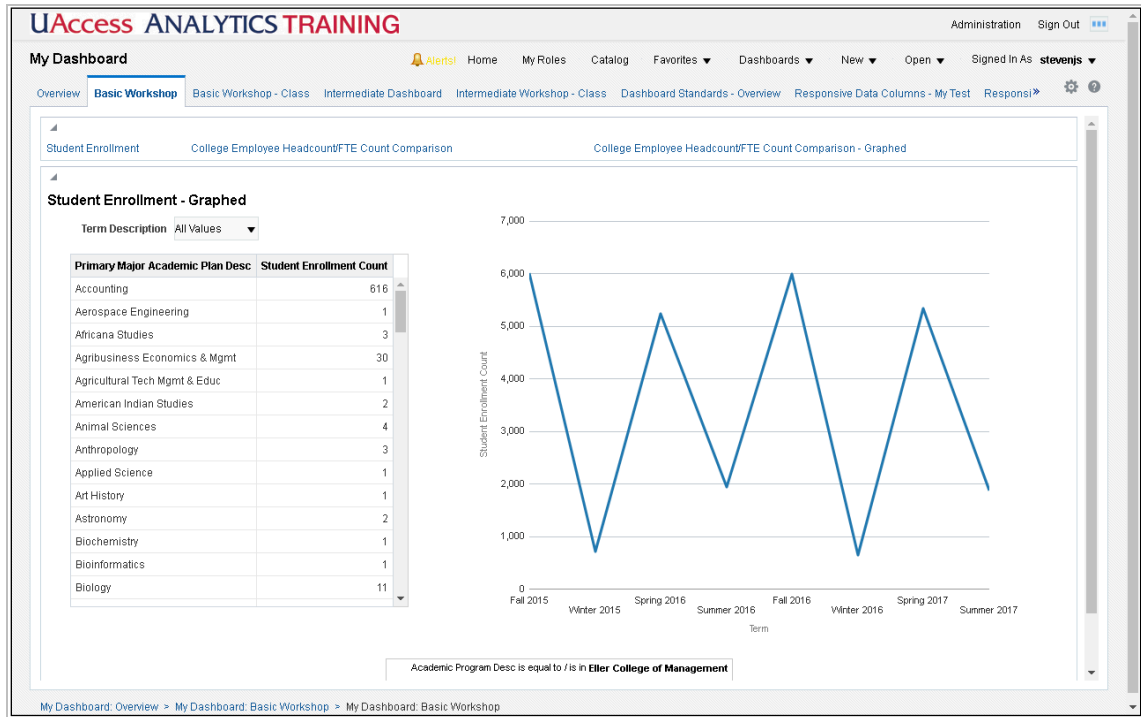 UAccess ANALYTICS TRAINING
Administration Sign Out
My Dashboard
Alerts! Home My Roles Catalog Favorites Dashboards New Open Signed In As stevenjs
Overview Basic Workshop Basic Workshop - Class Intermediate Dashboard Intermediate Workshop - Class Dashboard Standards - Overview Responsive Data Columns - My Test Responsi»
Student Enrollment College Employee Headcount/FTE Count Comparison College Employee Headcount/FTE Count Comparison - Graphed
Student Enrollment - Graphed
Term Description All Values
Primary Major Academic Plan Desc Student Enrollment Count
Accounting 616
Aerospace Engineering 1
Africana Studies 3
Agribusiness Economics & Mgmt 30
Agricultural Tech Mgmt & Educ 1
American Indian Studies 2
Animal Sciences 4
Anthropology 3
Applied Science 1
Art History 1
Astronomy 2
Biochemistry 1
Bioinformatics 1
Biology 11
7,000
6,000
5,000
4,000
3,000
2,000
1,000
0
Student Enrollment Count
Fall 2015 Winter 2015 Spring 2016 Summer 2016 Fall 2016 Winter 2016 Spring 2017 Summer 2017
Term
Academic Program Desc is equal to / is in Eller College of Management
My Dashboard: Overview > My Dashboard: Basic Workshop > My Dashboard: Basic Workshop